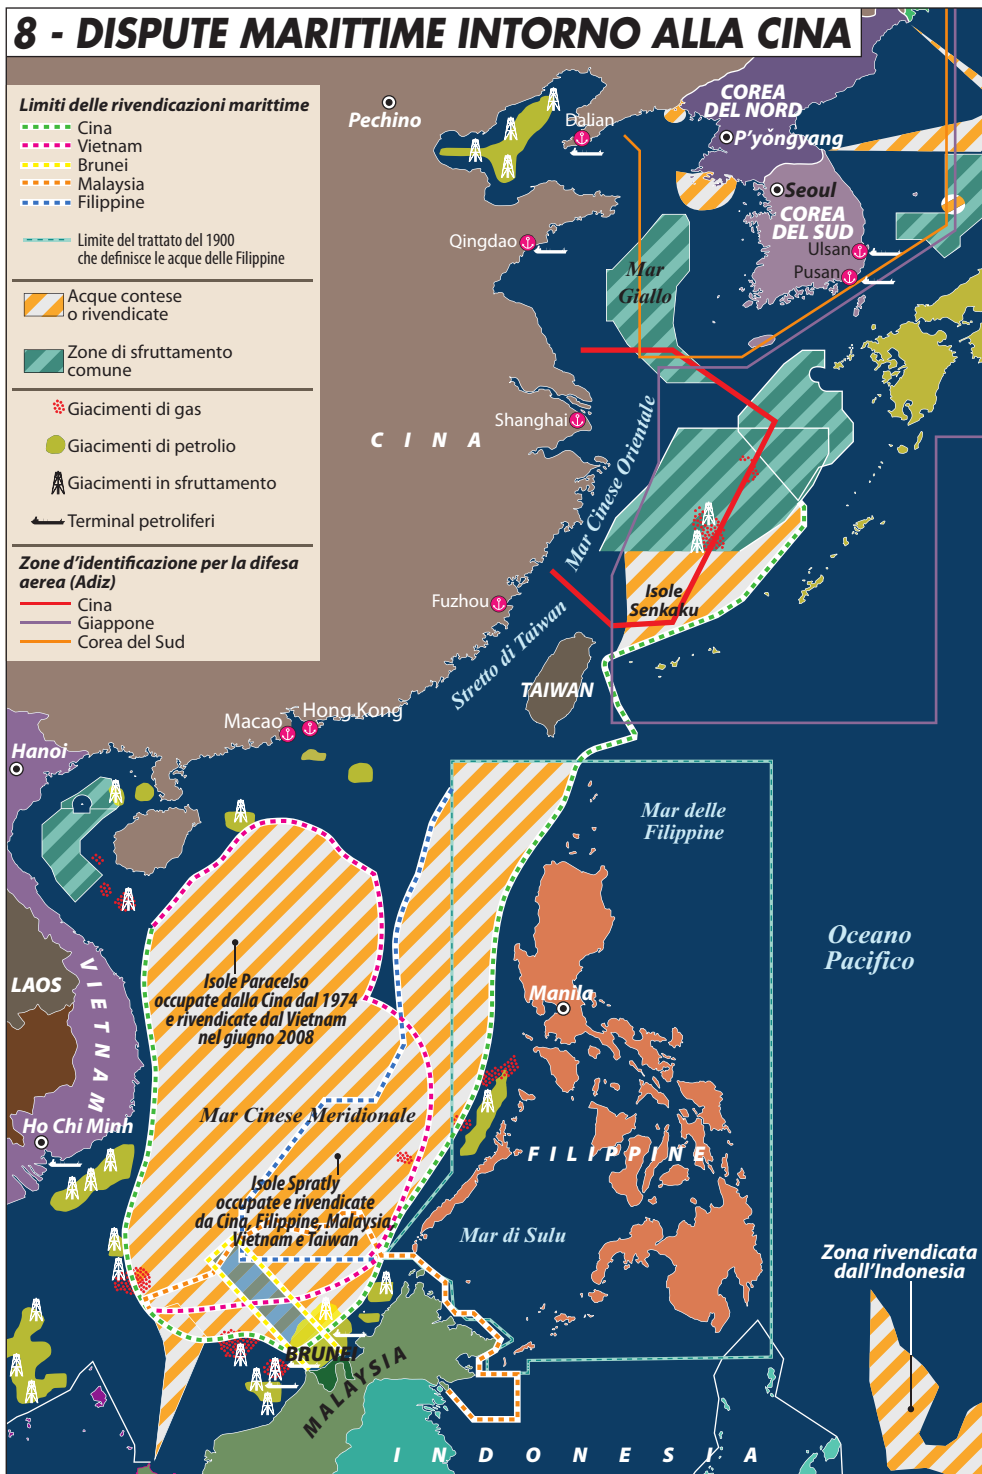 8 - DISPUTE MARITTIME INTORNO ALLA CINA
Limiti delle rivendicazioni marittime
Cina
Vietnam
Brunei
Malaysia
Filippine
Limite del trattato del 1900
che definisce le acque delle Filippine
Acque contese
o rivendicate
Zone di sfruttamento
comune
Giacimenti di gas
Giacimenti di petrolio
Giacimenti in sfruttamento
Terminal petroliferi
Zone d'identificazione per la difesa
aerea (Adiz)
Cina
Giappone
Corea del Sud
Pechino
Dalian
COREA
DEL NORD
P'yǒngyang
Seoul
COREA
DEL SUD
Ulsan
Pusan
Qingdao
Mar
Giallo
Shanghai
CINA
Mar Cinese Orientale
Isole
Senkaku
Fuzhou
Stretto di Taiwan
TAIWAN
Macao
Hong Kong
Hanoi
Mar delle
Filippine
Oceano
Pacifico
LAOS
VIETNAM
Isole Paracelso
occupate dalla Cina dal 1974
e rivendicate dal Vietnam
nel giugno 2008
Manila
Mar Cinese Meridionale
Ho Chi Minh
FILIPPINE
Isole Spratly
occupate e rivendicate
da Cina, Filippine, Malaysia,
Vietnam e Taiwan
Mar di Sulu
Zona rivendicata
dall'Indonesia
BRUNEI
MALAYSIA
INDONESIA